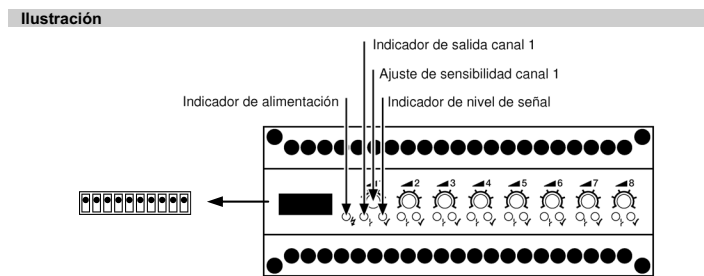 Ilustración
Indicador de salida canal 1
Ajuste de sensibilidad canal 1
Indicador de alimentación
Indicador de nivel de señal
1 2 3 4 5 6 7 8